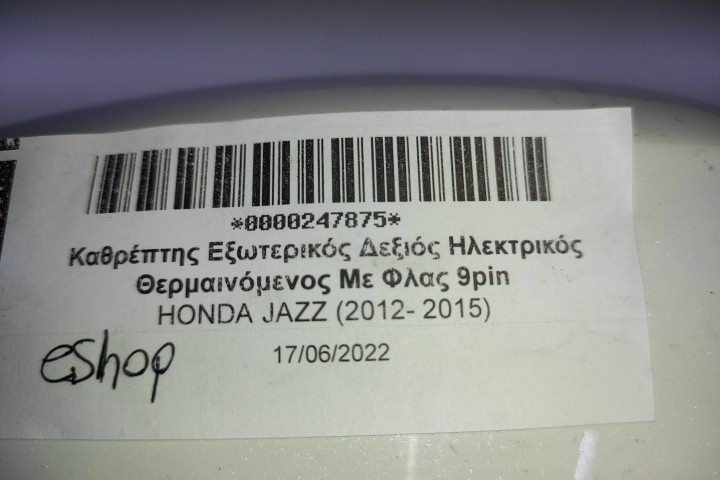 *0000247875*
Καθρέπτης Εξωτερικός Δεξιός Ηλεκτρικός
Θερμαινόμενος Με Φλας 9pin
HONDA JAZZ (2012- 2015)
eshop 17/06/2022